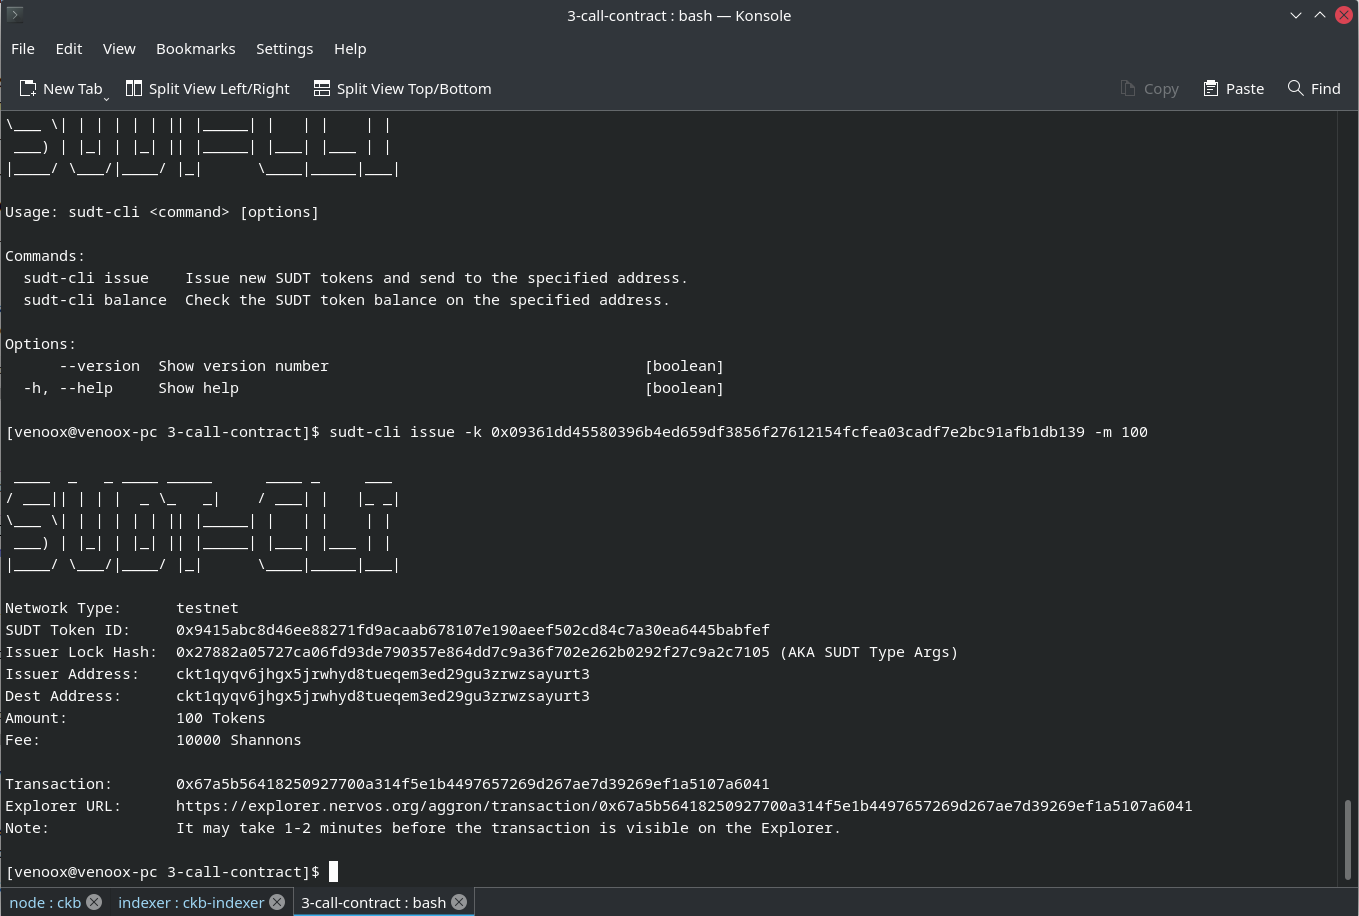 3-call-contract : bash — Konsole
File Edit View Bookmarks Settings Help
New Tab Split View Left/Right Split View Top/Bottom Copy Paste Find
\___ \| | | | | | || |_____| |   | |    | |
 ___) | |_| | |_| || |_____| |___| |___ | |
|____/ \___/|____/ |_|      \____|_____|___|
Usage: sudt-cli <command> [options]
Commands:
  sudt-cli issue    Issue new SUDT tokens and send to the specified address.
  sudt-cli balance  Check the SUDT token balance on the specified address.
Options:
      --version  Show version number                                   [boolean]
  -h, --help     Show help                                             [boolean]
[venoox@venoox-pc 3-call-contract]$ sudt-cli issue -k 0x09361dd45580396b4ed659df3856f27612154fcfea03cadf7e2bc91afb1db139 -m 100
 ____  _   _ ____ _____      ____ _     ___
/ ___|| | | |  _ \_   _|    / ___| |   |_ _|
\___ \| | | | | | || |_____| |   | |    | |
 ___) | |_| | |_| || |_____| |___| |___ | |
|____/ \___/|____/ |_|      \____|_____|___|
Network Type:      testnet
SUDT Token ID:     0x9415abc8d46ee88271fd9acaab678107e190aeef502cd84c7a30ea6445babfef
Issuer Lock Hash:  0x27882a05727ca06fd93de790357e864dd7c9a36f702e262b0292f27c9a2c7105 (AKA SUDT Type Args)
Issuer Address:    ckt1qyqv6jhgx5jrwhyd8tueqem3ed29gu3zrwzsayurt3
Dest Address:      ckt1qyqv6jhgx5jrwhyd8tueqem3ed29gu3zrwzsayurt3
Amount:            100 Tokens
Fee:               10000 Shannons
Transaction:       0x67a5b56418250927700a314f5e1b4497657269d267ae7d39269ef1a5107a6041
Explorer URL:      https://explorer.nervos.org/aggron/transaction/0x67a5b56418250927700a314f5e1b4497657269d267ae7d39269ef1a5107a6041
Note:              It may take 1-2 minutes before the transaction is visible on the Explorer.
[venoox@venoox-pc 3-call-contract]$
node : ckb indexer : ckb-indexer 3-call-contract : bash